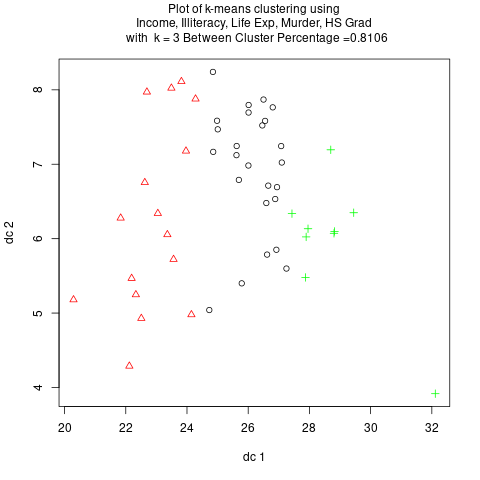 Plot of k-means clustering using
Income, Illiteracy, Life Exp, Murder, HS Grad
with  k = 3 Between Cluster Percentage =0.8106
8
7
6
5
4
dc 2
20 22 24 26 28 30 32
dc 1